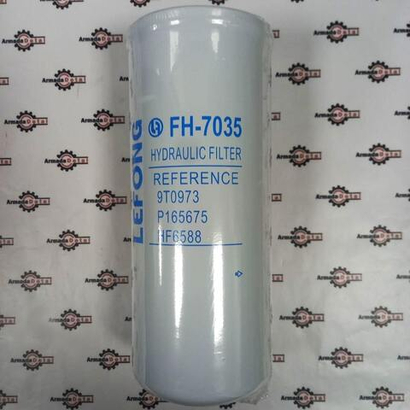 LEFONG
FH-7035
HYDRAULIC FILTER
REFERENCE
9T0973
P165675
HF6588